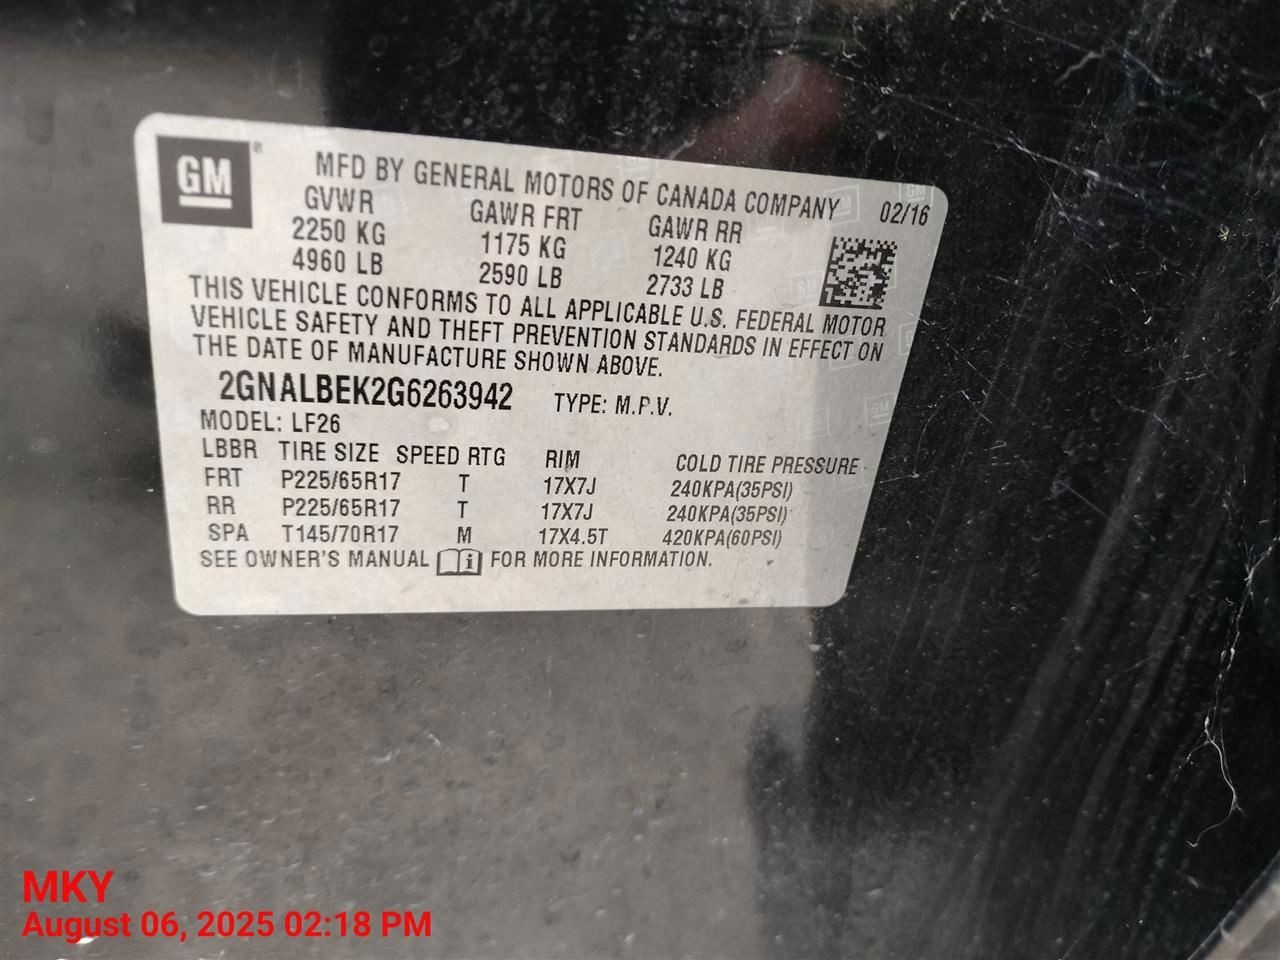 GM ®
MFD BY GENERAL MOTORS OF CANADA COMPANY 02/16
GVWR GAWR FRT GAWR RR
2250 KG 1175 KG 1240 KG
4960 LB 2590 LB 2733 LB
THIS VEHICLE CONFORMS TO ALL APPLICABLE U.S. FEDERAL MOTOR
VEHICLE SAFETY AND THEFT PREVENTION STANDARDS IN EFFECT ON
THE DATE OF MANUFACTURE SHOWN ABOVE.
2GNALBEK2G6263942 TYPE: M.P.V.
MODEL: LF26
LBBR TIRE SIZE SPEED RTG RIM COLD TIRE PRESSURE
FRT P225/65R17 T 17X7J 240KPA(35PSI)
RR P225/65R17 T 17X7J 240KPA(35PSI)
SPA T145/70R17 M 17X4.5T 420KPA(60PSI)
SEE OWNER'S MANUAL i FOR MORE INFORMATION.
MKY
August 06, 2025 02:18 PM